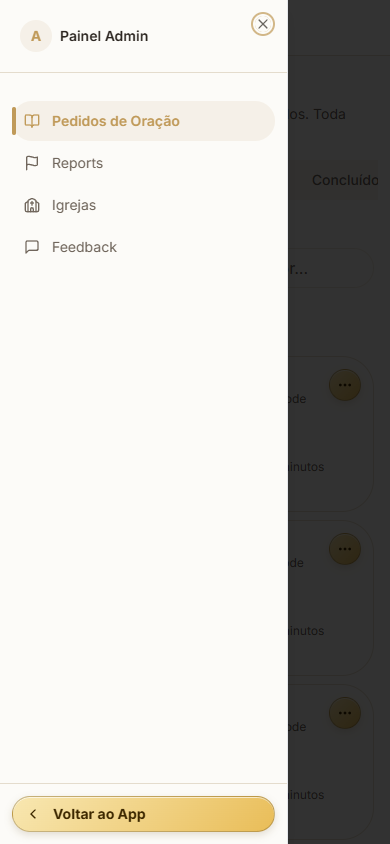 A
Painel Admin
os. Toda
Pedidos de Oração
Reports
Concluído
Igrejas
Feedback
r...
ode
inutos
ode
inutos
ode
inutos
Voltar ao App